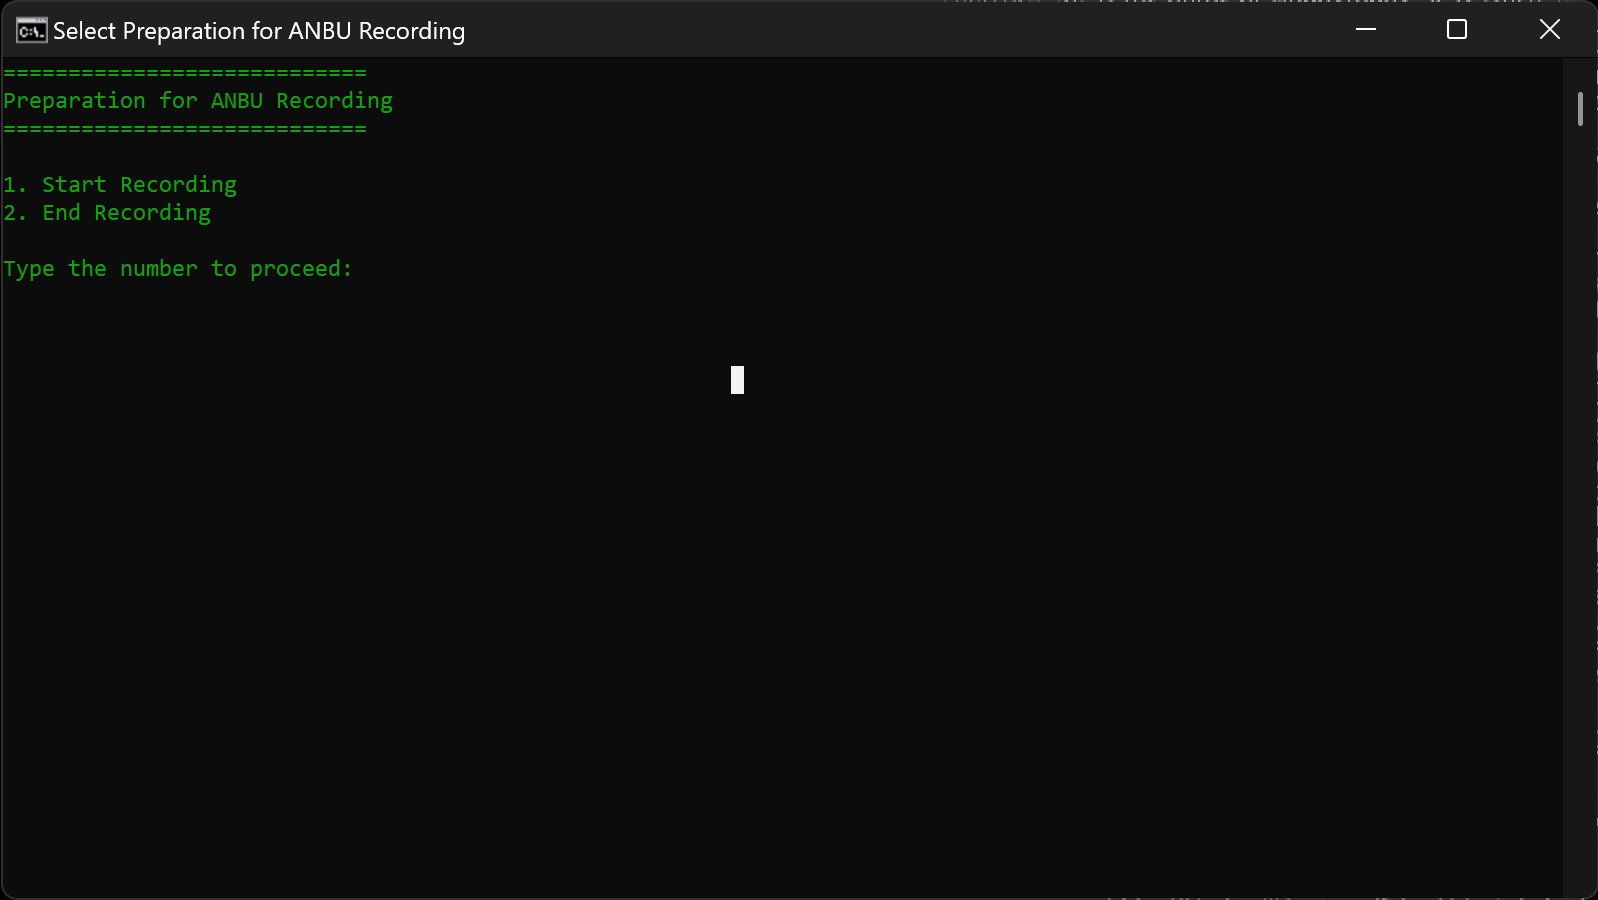 Select Preparation for ANBU Recording
============================
Preparation for ANBU Recording
============================
1. Start Recording
2. End Recording
Type the number to proceed: